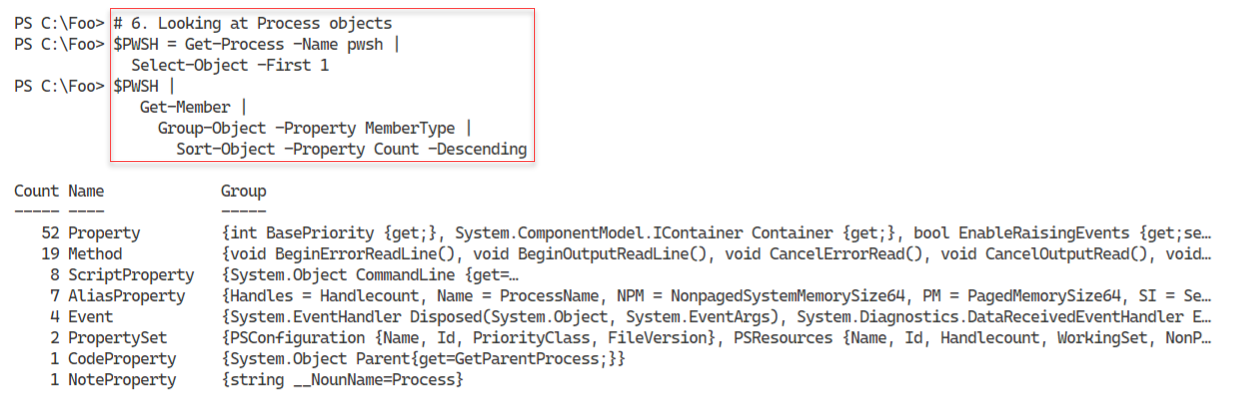 PS C:\Foo> # 6. Looking at Process objects
PS C:\Foo> $PWSH = Get-Process -Name pwsh |
Select-Object -First 1
PS C:\Foo> $PWSH |
Get-Member |
Group-Object -Property MemberType |
Sort-Object -Property Count -Descending
Count Name Group
----- ---- -----
52 Property {int BasePriority {get;}, System.ComponentModel.IContainer Container {get;}, bool EnableRaisingEvents {get;se…
19 Method {void BeginErrorReadLine(), void BeginOutputReadLine(), void CancelErrorRead(), void CancelOutputRead(), void…
8 ScriptProperty {System.Object CommandLine {get=…
7 AliasProperty {Handles = Handlecount, Name = ProcessName, NPM = NonpagedSystemMemorySize64, PM = PagedMemorySize64, SI = Se…
4 Event {System.EventHandler Disposed(System.Object, System.EventArgs), System.Diagnostics.DataReceivedEventHandler E…
2 PropertySet {PSConfiguration {Name, Id, PriorityClass, FileVersion}, PSResources {Name, Id, Handlecount, WorkingSet, NonP…
1 CodeProperty {System.Object Parent{get=GetParentProcess;}}
1 NoteProperty {string __NounName=Process}